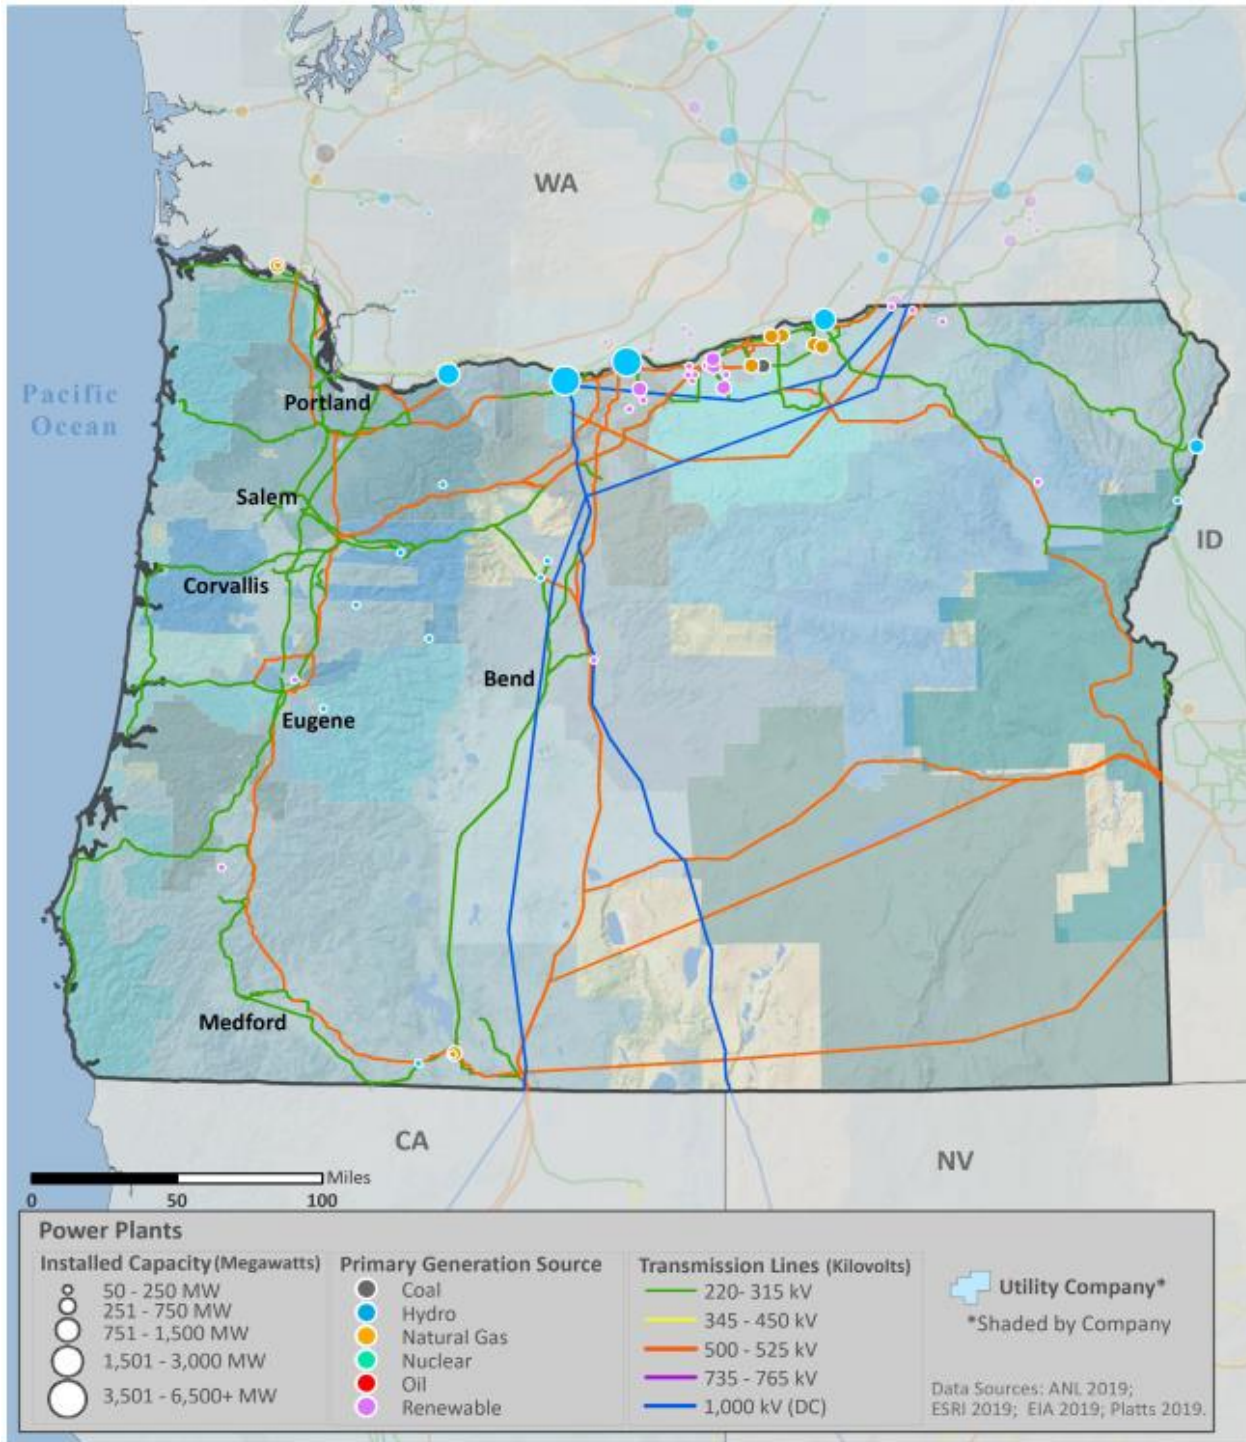 WA
Pacific
Ocean
Portland
Salem
ID
Corvallis
Bend
Eugene
Medford
CA
NV
Miles
0 50 100
Power Plants
Installed Capacity (Megawatts)
50 - 250 MW
251 - 750 MW
751 - 1,500 MW
1,501 - 3,000 MW
3,501 - 6,500+ MW
Primary Generation Source
Coal
Hydro
Natural Gas
Nuclear
Oil
Renewable
Transmission Lines (Kilovolts)
220- 315 kV
345 - 450 kV
500 - 525 kV
735 - 765 kV
1,000 kV (DC)
Utility Company*
*Shaded by Company
Data Sources: ANL 2019;
ESRI 2019; EIA 2019; Platts 2019.